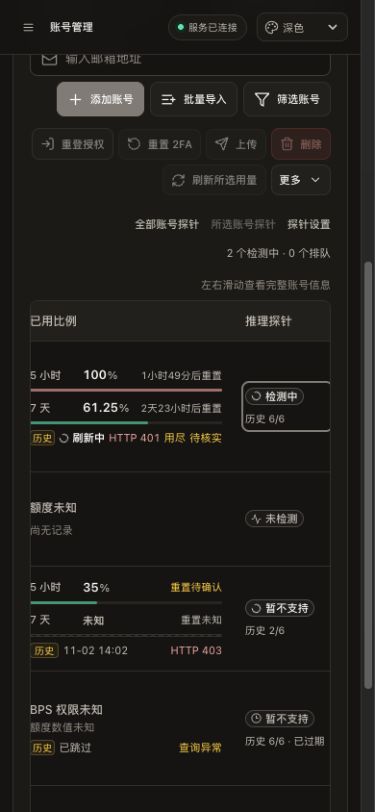 账号管理
服务已连接
深色
输入邮箱地址
添加账号
批量导入
筛选账号
重登授权
重置 2FA
上传
删除
刷新所选用量
更多
全部账号探针 所选账号探针 探针设置
2 个检测中 · 0 个排队
左右滑动查看完整账号信息
已用比例 推理探针
5 小时 100% 1小时49分后重置
7 天 61.25% 2天23小时后重置
历史 刷新中 HTTP 401 用尽 待核实
检测中
历史 6/6
额度未知
尚无记录
未检测
5 小时 35% 重置待确认
7 天 未知 重置未知
历史 11-02 14:02 HTTP 403
暂不支持
历史 2/6
BPS 权限未知
额度数值未知
历史 已跳过 查询异常
暂不支持
历史 6/6 · 已过期